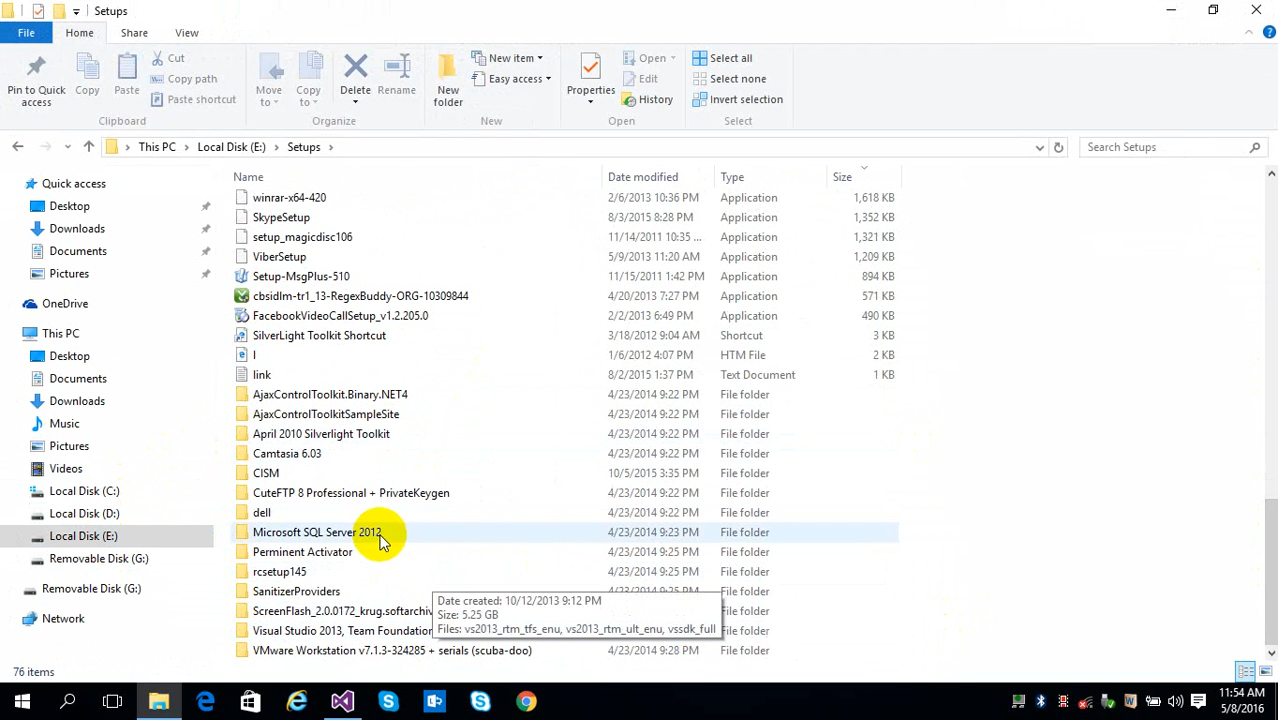 Setups
File Home Share View
Pin to Quick access
Copy
Paste
Cut
Copy path
Paste shortcut
Clipboard
Move to
Copy to
Delete
Rename
Organize
New folder
New item
Easy access
New
Properties
Open
Edit
History
Open
Select all
Select none
Invert selection
Select
This PC > Local Disk (E:) > Setups >
Search Setups
Quick access
Desktop
Downloads
Documents
Pictures
OneDrive
This PC
Desktop
Documents
Downloads
Music
Pictures
Videos
Local Disk (C:)
Local Disk (D:)
Local Disk (E:)
Removable Disk (G:)
Removable Disk (G:)
Network
Name Date modified Type Size
winrar-x64-420 2/6/2013 10:36 PM Application 1,618 KB
SkypeSetup 8/3/2015 8:28 PM Application 1,352 KB
setup_magicdisc106 11/14/2011 10:35 ... Application 1,321 KB
ViberSetup 5/9/2013 11:20 AM Application 1,209 KB
Setup-MsgPlus-510 11/15/2011 1:42 PM Application 894 KB
cbsidlm-tr1_13-RegexBuddy-ORG-10309844 4/20/2013 7:27 PM Application 571 KB
FacebookVideoCallSetup_v1.2.205.0 2/2/2013 6:49 PM Application 490 KB
SilverLight Toolkit Shortcut 3/18/2012 9:04 AM Shortcut 3 KB
1/6/2012 4:07 PM HTM File 2 KB
link 8/2/2015 1:37 PM Text Document 1 KB
AjaxControlToolkit.Binary.NET4 4/23/2014 9:22 PM File folder
AjaxControlToolkitSampleSite 4/23/2014 9:22 PM File folder
April 2010 Silverlight Toolkit 4/23/2014 9:22 PM File folder
Camtasia 6.03 4/23/2014 9:22 PM File folder
CISM 10/5/2015 3:35 PM File folder
CuteFTP 8 Professional + PrivateKeygen 4/23/2014 9:22 PM File folder
dell 4/23/2014 9:22 PM File folder
Microsoft SQL Server 2012 4/23/2014 9:23 PM File folder
Perminent Activator 4/23/2014 9:25 PM File folder
rcsetup145 4/23/2014 9:25 PM File folder
SanitizerProviders 4/23/2014 9:25 PM File folder
ScreenFlash_2.0.0172_krug.softarchiv File folder
Visual Studio 2013, Team Foundation File folder
VMware Workstation v7.1.3-324285 + serials (scuba-doo) 4/23/2014 9:28 PM File folder
Date created: 10/12/2013 9:12 PM
Size: 5.25 GB
Files: vs2013_rtm_tfs_enu, vs2013_rtm_ult_enu, vssdk_full
76 items
11:54 AM
5/8/2016